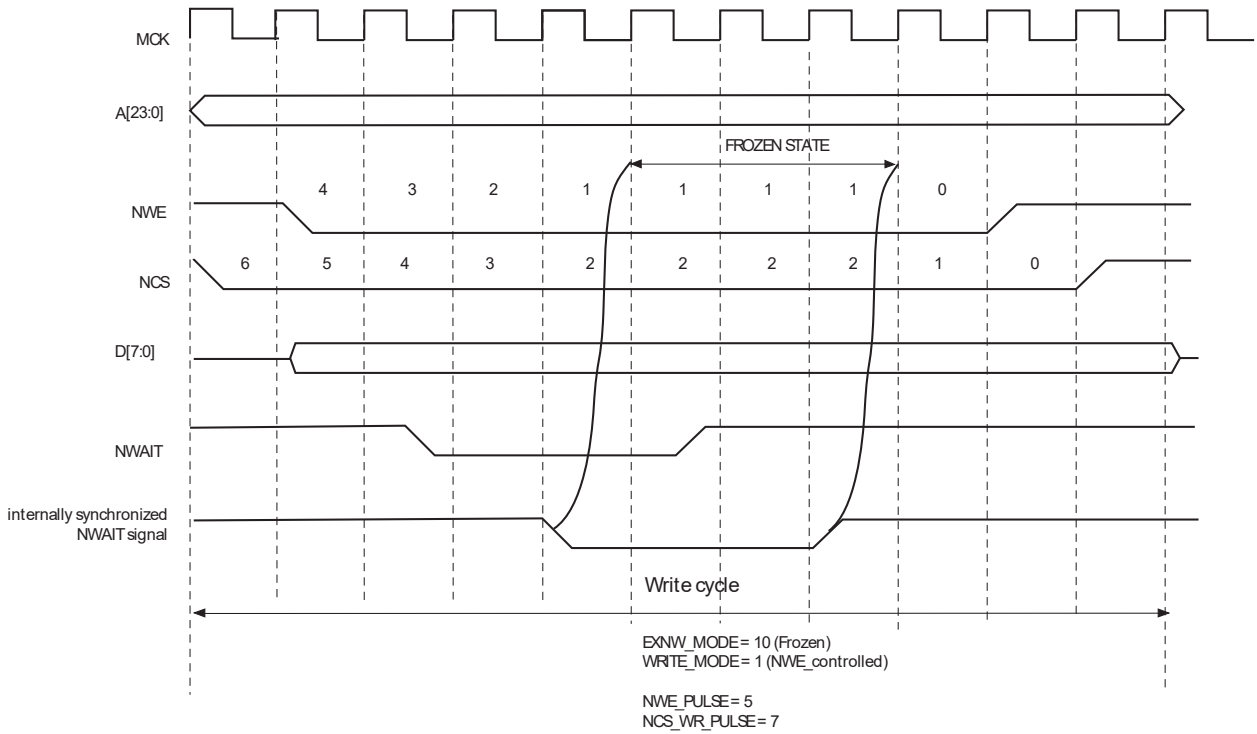 MCK
A[23:0]
FROZEN STATE
4 3 2 1 1 1 1 0
NWE
6 5 4 3 2 2 2 2 1 0
NCS
D[7:0]
NWAIT
internally synchronized
NWAIT signal
Write cycle
EXNW_MODE = 10 (Frozen)
WRITE_MODE = 1 (NWE_controlled)
NWE_PULSE = 5
NCS_WR_PULSE = 7